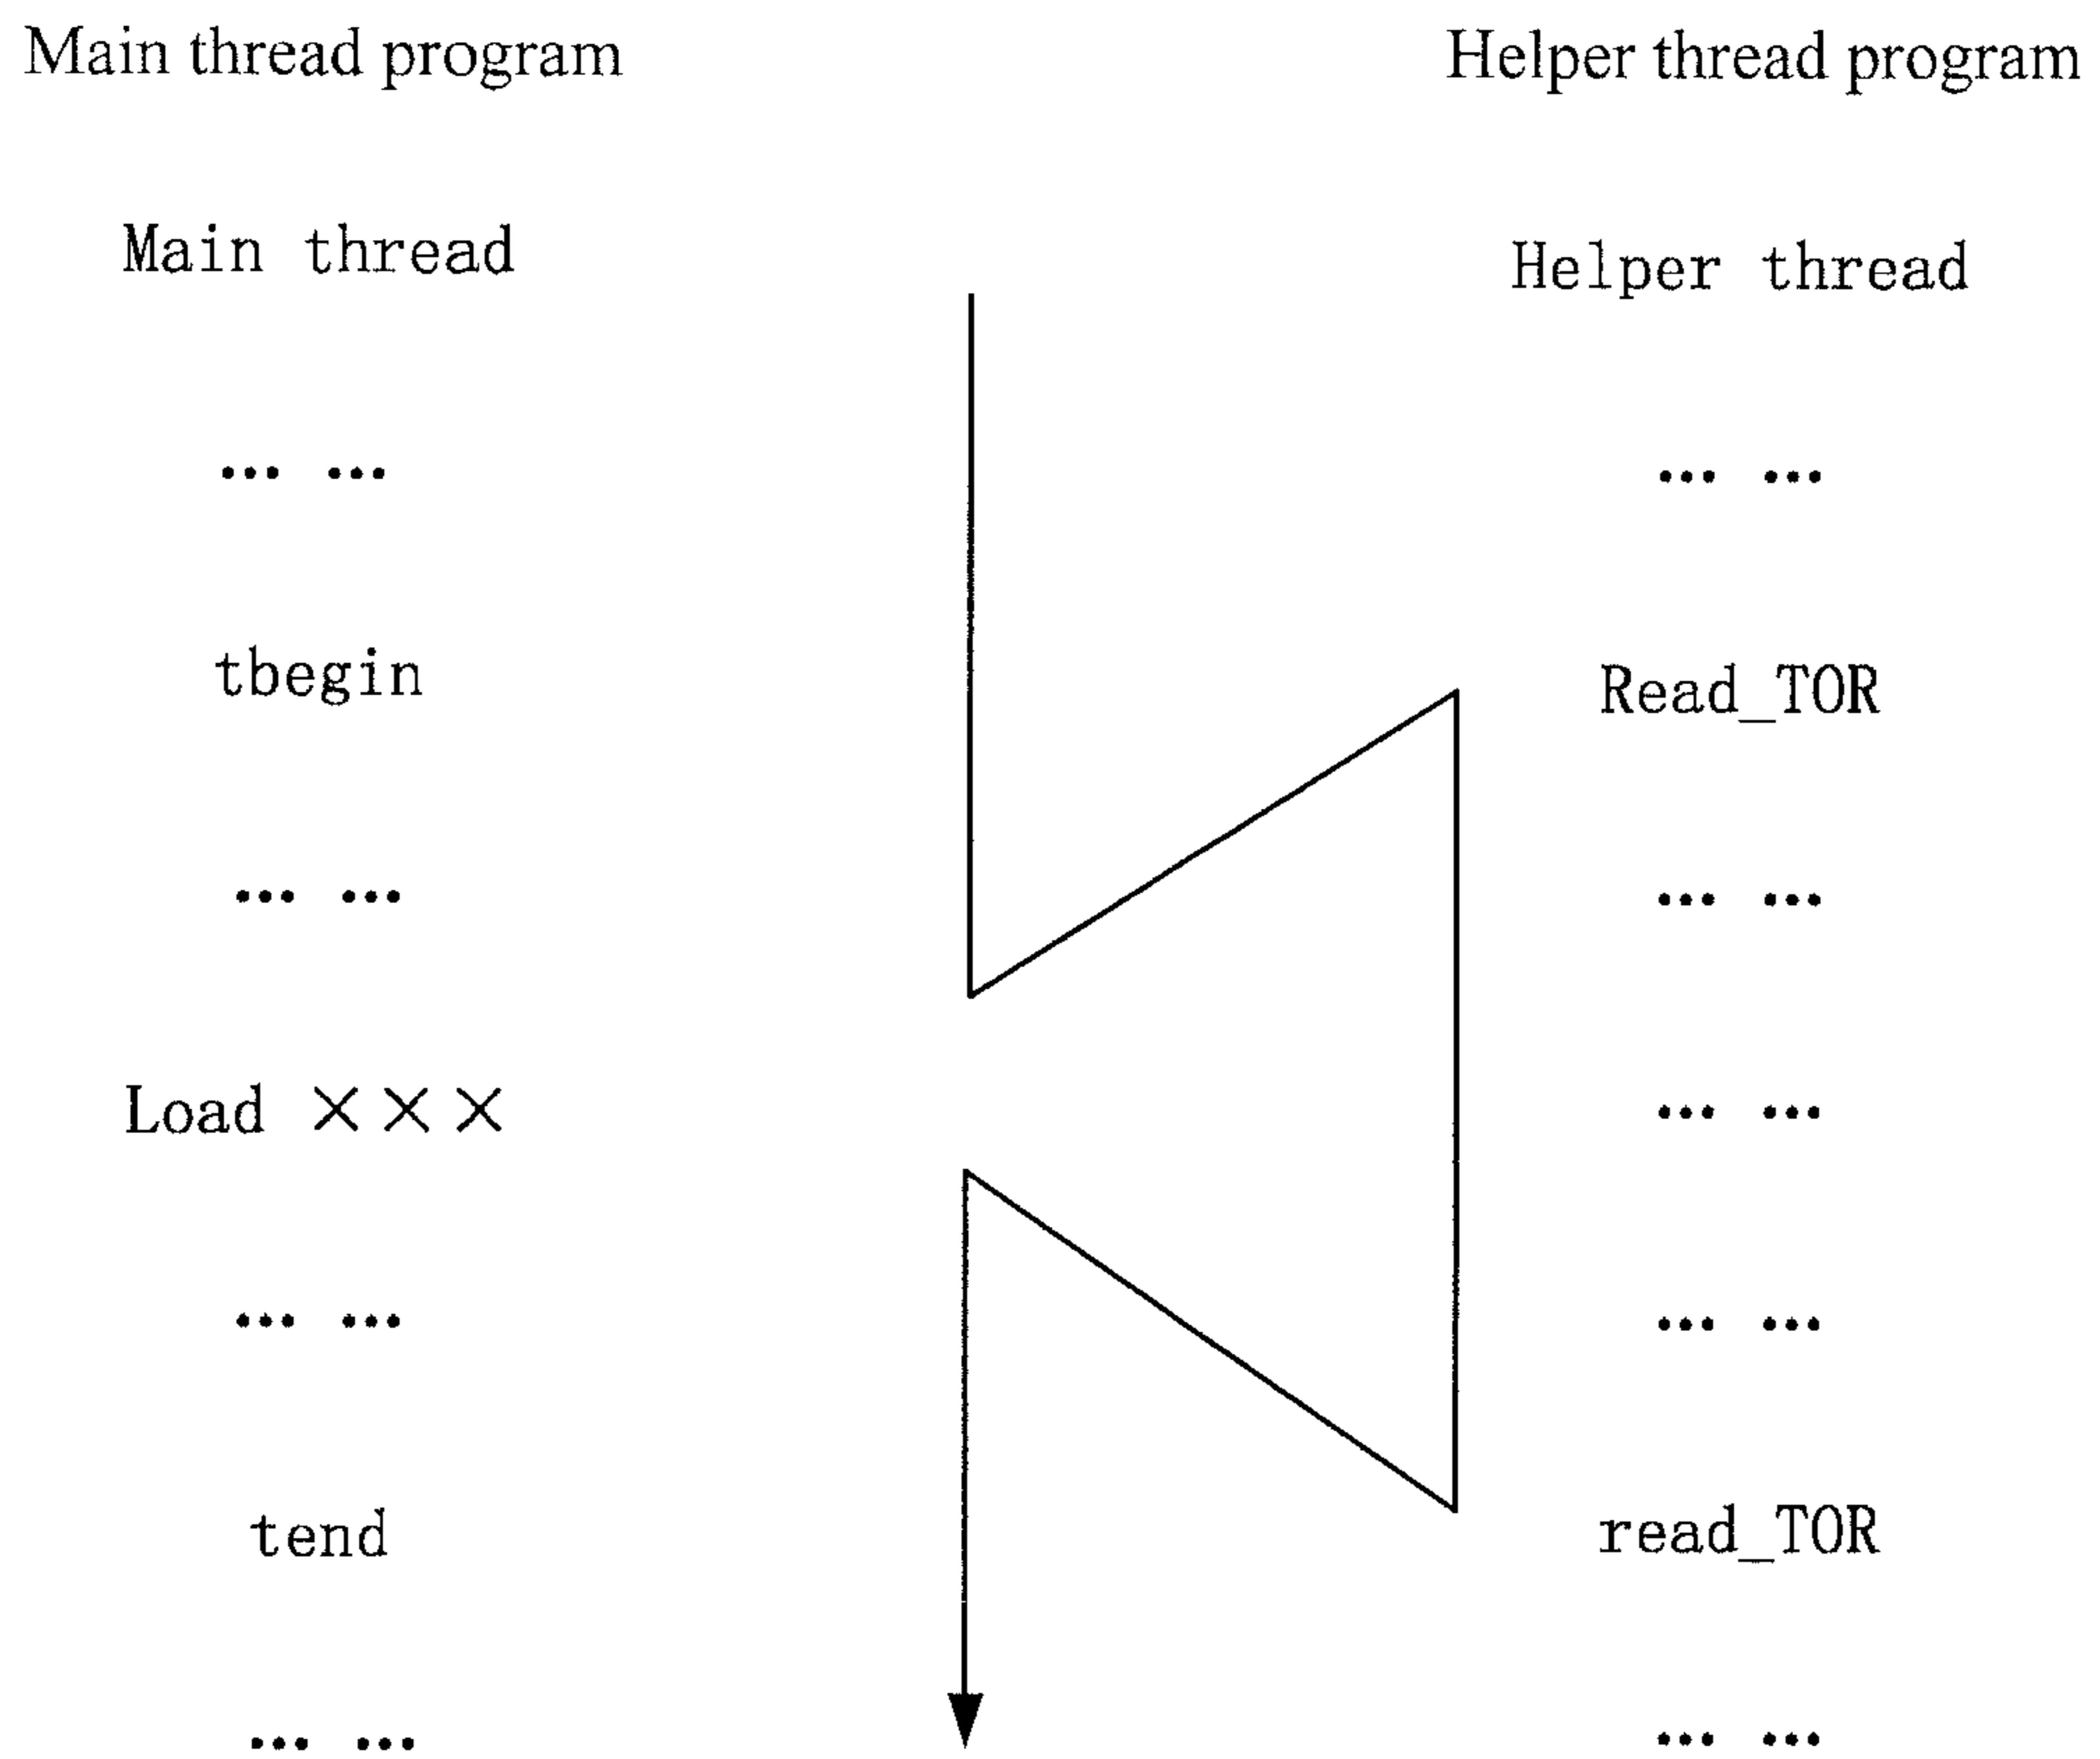 Main thread program
Helper thread program
Main thread
Helper thread
... ...
... ...
tbegin
Read_TOR
... ...
... ...
Load ×××
... ...
... ...
... ...
tend
read_TOR
... ...
... ...